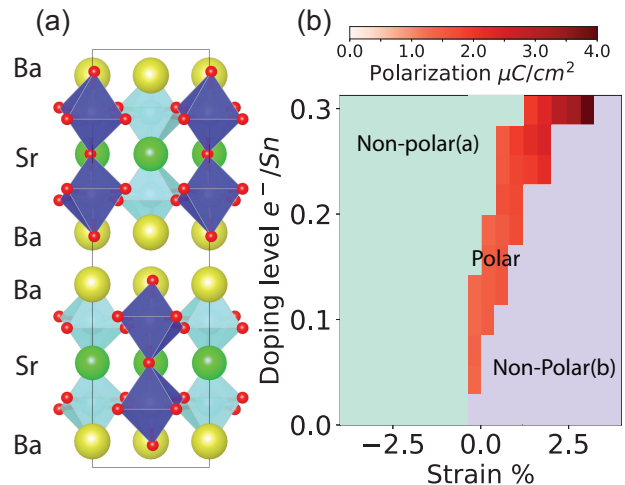 (a)
Ba
Sr
Ba
Ba
Sr
Ba
(b)
0.0 1.0 2.0 3.0 4.0
Polarization μC/cm²
Doping level e⁻/Sn
0.3
0.2
0.1
0.0
Non-polar(a)
Polar
Non-Polar(b)
−2.5 0.0 2.5
Strain %